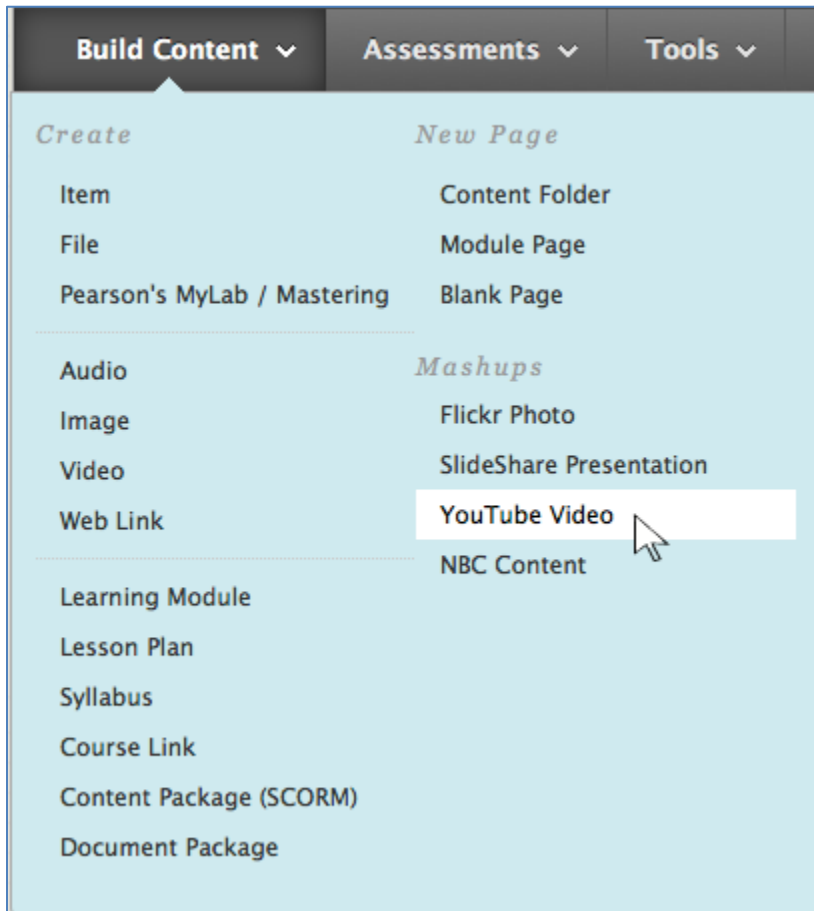 Build Content Assessments Tools
Create
Item
File
Pearson's MyLab / Mastering
Audio
Image
Video
Web Link
Learning Module
Lesson Plan
Syllabus
Course Link
Content Package (SCORM)
Document Package
New Page
Content Folder
Module Page
Blank Page
Mashups
Flickr Photo
SlideShare Presentation
YouTube Video
NBC Content